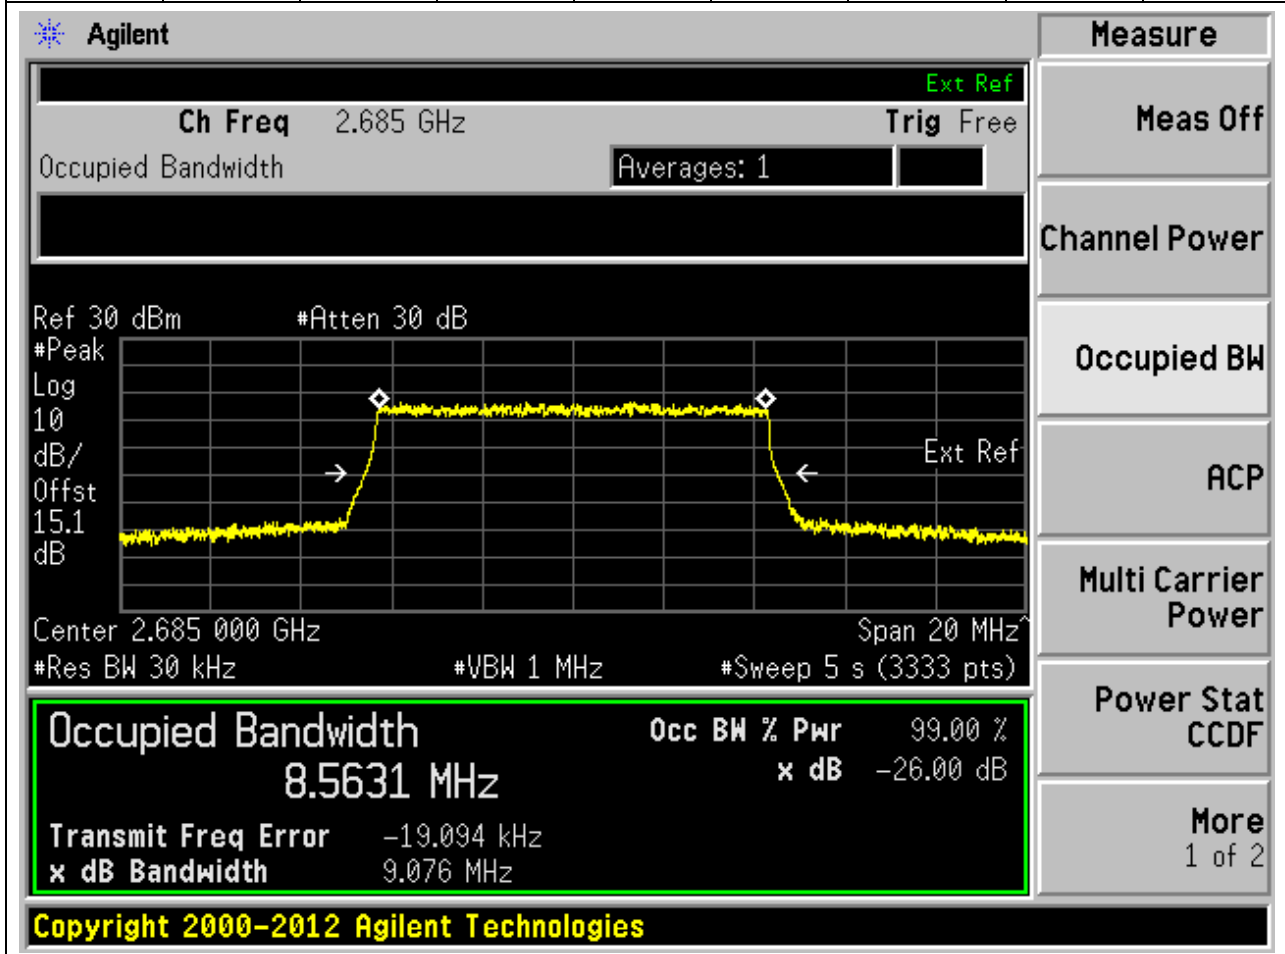 Agilent
Measure
Ext Ref
Ch Freq 2.685 GHz Trig Free
Meas Off
Occupied Bandwidth Averages: 1
Channel Power
Ref 30 dBm #Atten 30 dB
#Peak
Log
10
dB/
Offst
15.1
dB
Ext Ref
Occupied BW
ACP
Center 2.685 000 GHz Span 20 MHz^
#Res BW 30 kHz #VBW 1 MHz #Sweep 5 s (3333 pts)
Multi Carrier
Power
Occupied Bandwidth Occ BW % Pwr 99.00 %
8.5631 MHz x dB -26.00 dB
Transmit Freq Error -19.094 kHz
x dB Bandwidth 9.076 MHz
Power Stat
CCDF
More
1 of 2
Copyright 2000-2012 Agilent Technologies